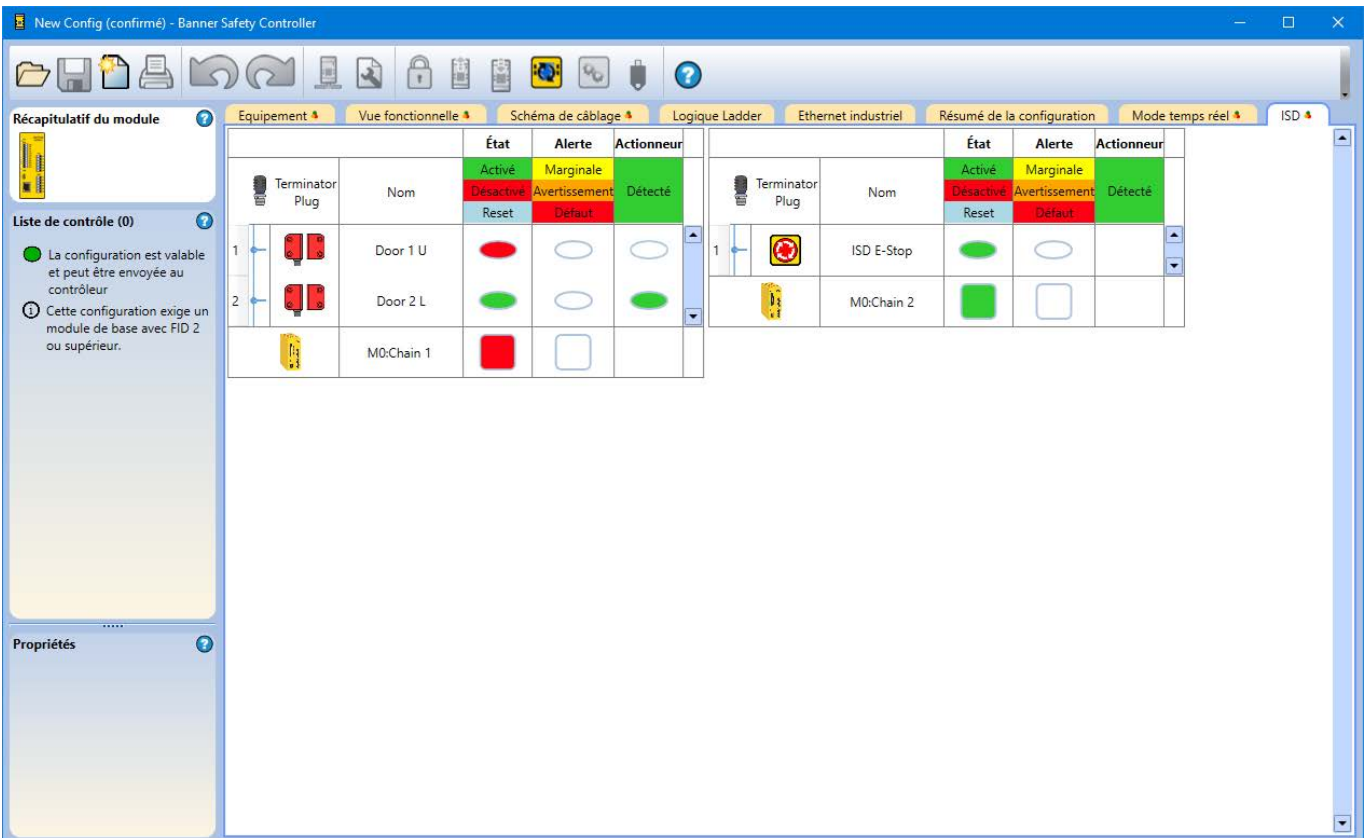 New Config (confirmé) - Banner Safety Controller
Récapitulatif du module
Equipement
Vue fonctionnelle
Schéma de câblage
Logique Ladder
Ethernet industriel
Résumé de la configuration
Mode temps réel
ISD
Liste de contrôle (0)
La configuration est valable
et peut être envoyée au
contrôleur
Cette configuration exige un
module de base avec FID 2
ou supérieur.
Propriétés
État Alerte Actionneur
Terminator
Plug
Nom
Activé
Désactivé
Reset
Marginale
Avertissement
Défaut
Détecté
1 Door 1 U
2 Door 2 L
M0:Chain 1
État Alerte Actionneur
Terminator
Plug
Nom
Activé
Désactivé
Reset
Marginale
Avertissement
Défaut
Détecté
1 ISD E-Stop
M0:Chain 2